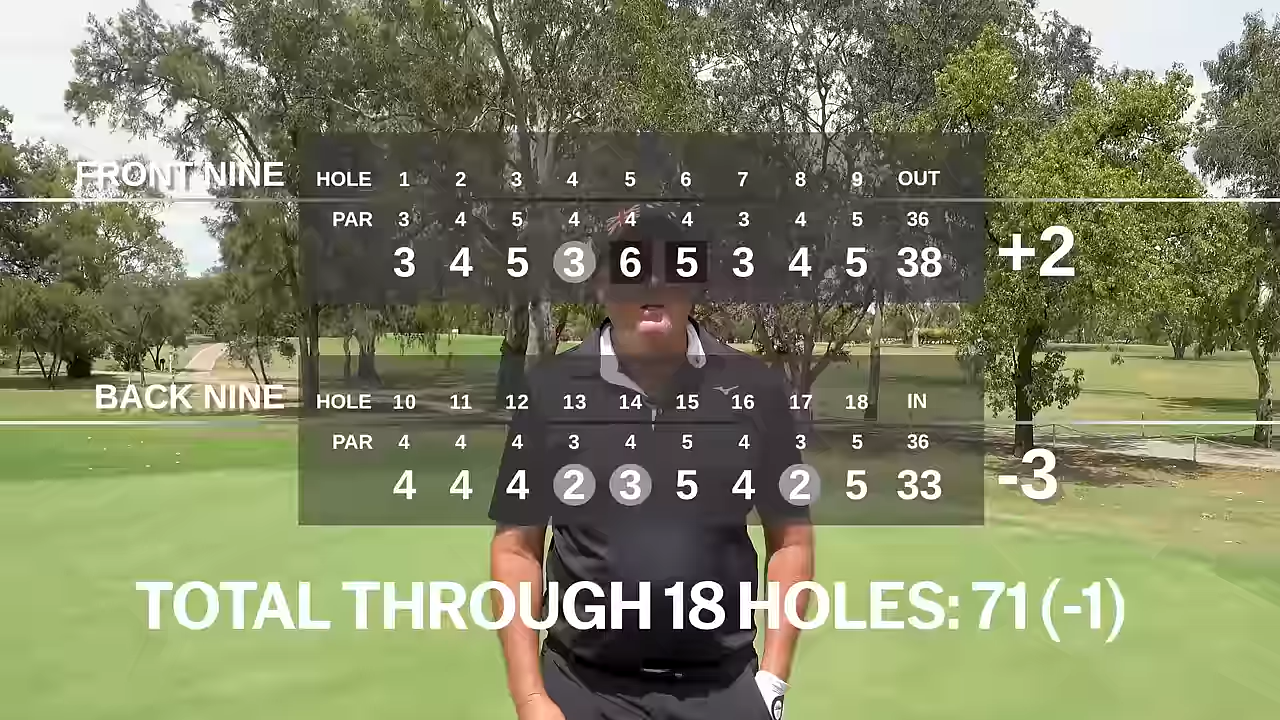 FRONT NINE
HOLE 1 2 3 4 5 6 7 8 9 OUT
PAR 3 4 5 4 4 4 3 4 5 36
3 4 5 3 6 5 3 4 5 38 +2
BACK NINE
HOLE 10 11 12 13 14 15 16 17 18 IN
PAR 4 4 4 3 4 5 4 3 5 36
4 4 4 2 3 5 4 2 5 33 -3
TOTAL THROUGH 18 HOLES: 71 (-1)